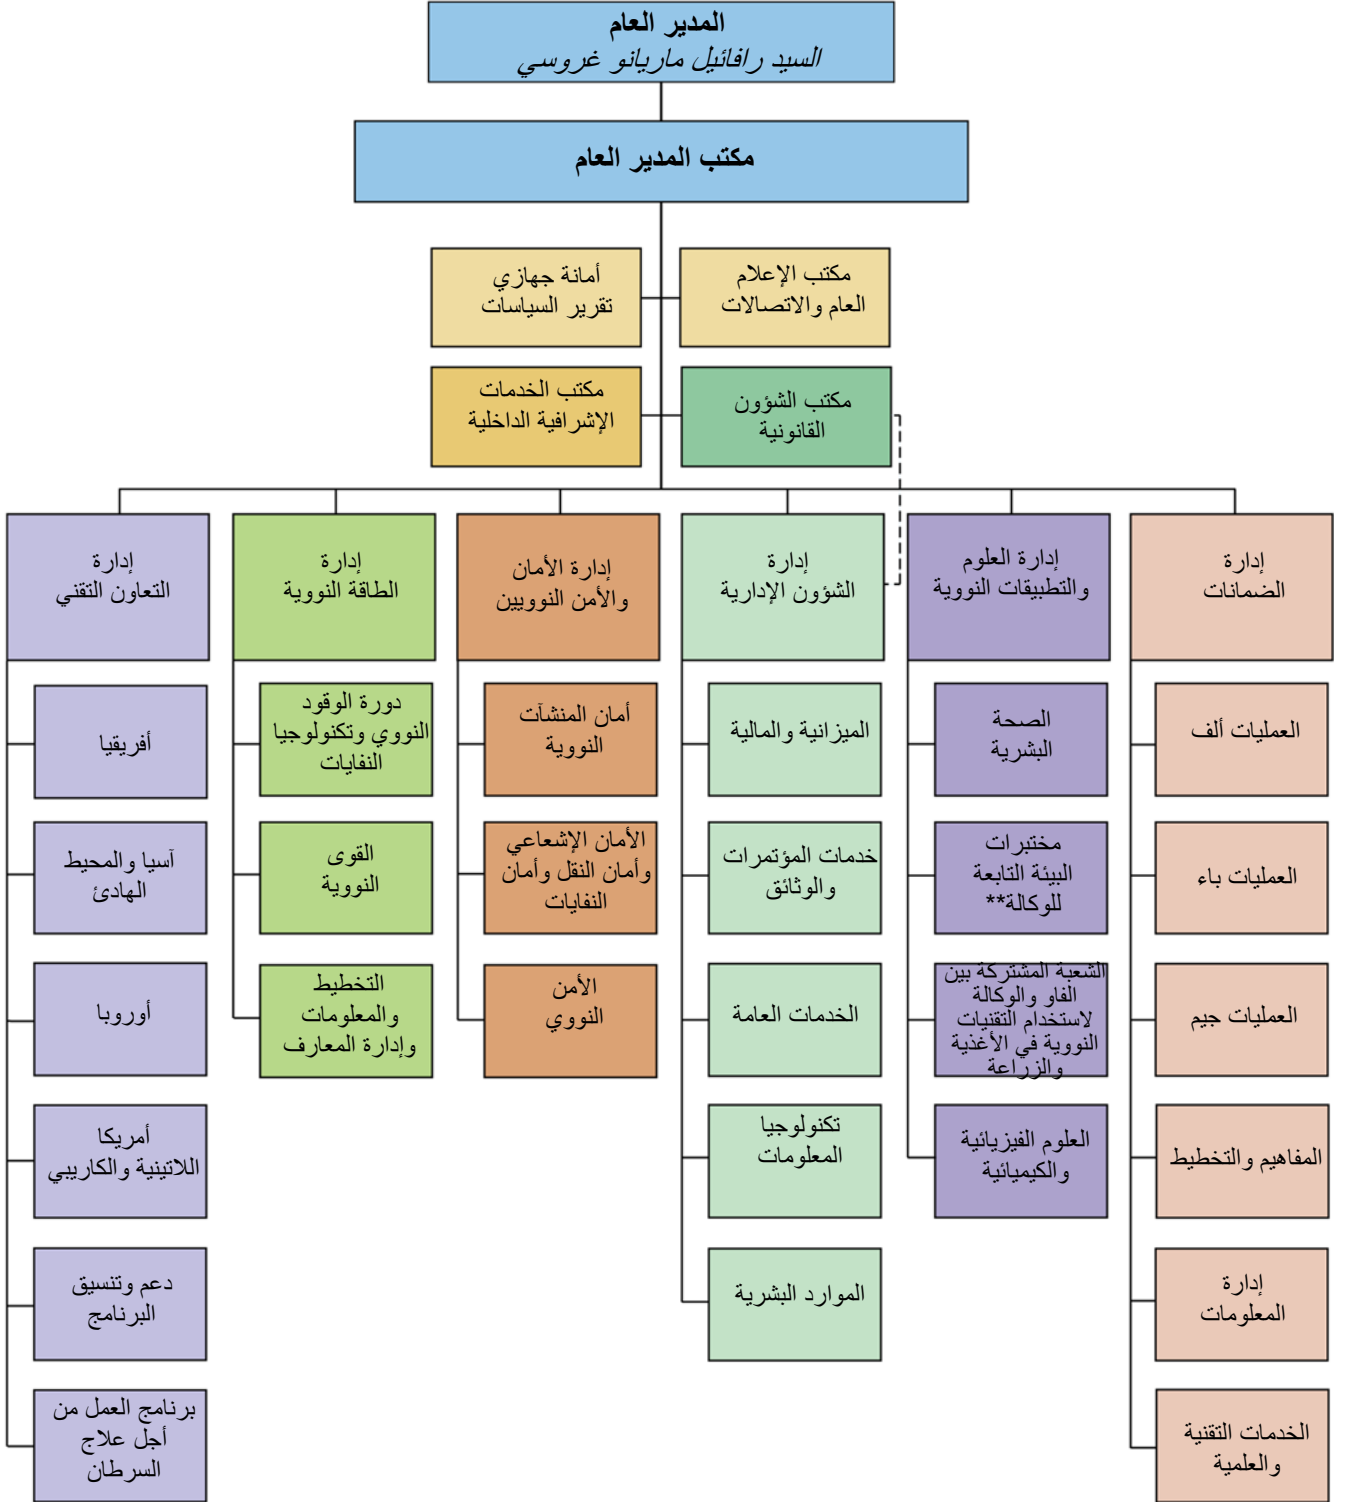 المدير العام
السيد رافائيل ماريانو غروسي
مكتب المدير العام
مكتب الإعلام
العام والاتصالات
أمانة جهازي
تقرير السياسات
مكتب الشؤون
القانونية
مكتب الخدمات
الإشرافية الداخلية
إدارة
الضمانات
العمليات ألف
العمليات باء
العمليات جيم
المفاهيم والتخطيط
إدارة
المعلومات
الخدمات التقنية
والعلمية
إدارة العلوم
والتطبيقات النووية
الصحة
البشرية
مختبرات
البيئة التابعة
للوكالة**
الشعبة المشتركة بين
الفاو والوكالة
لاستخدام التقنيات
النووية في الأغذية
والزراعة
العلوم الفيزيائية
والكيميائية
إدارة
الشؤون الإدارية
الميزانية والمالية
خدمات المؤتمرات
والوثائق
الخدمات العامة
تكنولوجيا
المعلومات
الموارد البشرية
إدارة الأمان
والأمن النوويين
أمان المنشآت
النووية
الأمان الإشعاعي
وأمان النقل وأمان
النفايات
الأمن
النووي
إدارة
الطاقة النووية
دورة الوقود
النووي وتكنولوجيا
النفايات
القوى
النووية
التخطيط
والمعلومات
وإدارة المعارف
إدارة
التعاون التقني
أفريقيا
آسيا والمحيط
الهادئ
أوروبا
أمريكا
اللاتينية والكاريبي
دعم وتنسيق
البرنامج
برنامج العمل من
أجل علاج
السرطان